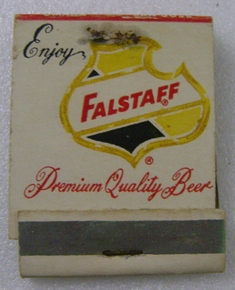 Enjoy
FALSTAFF®
®
Premium Quality Beer